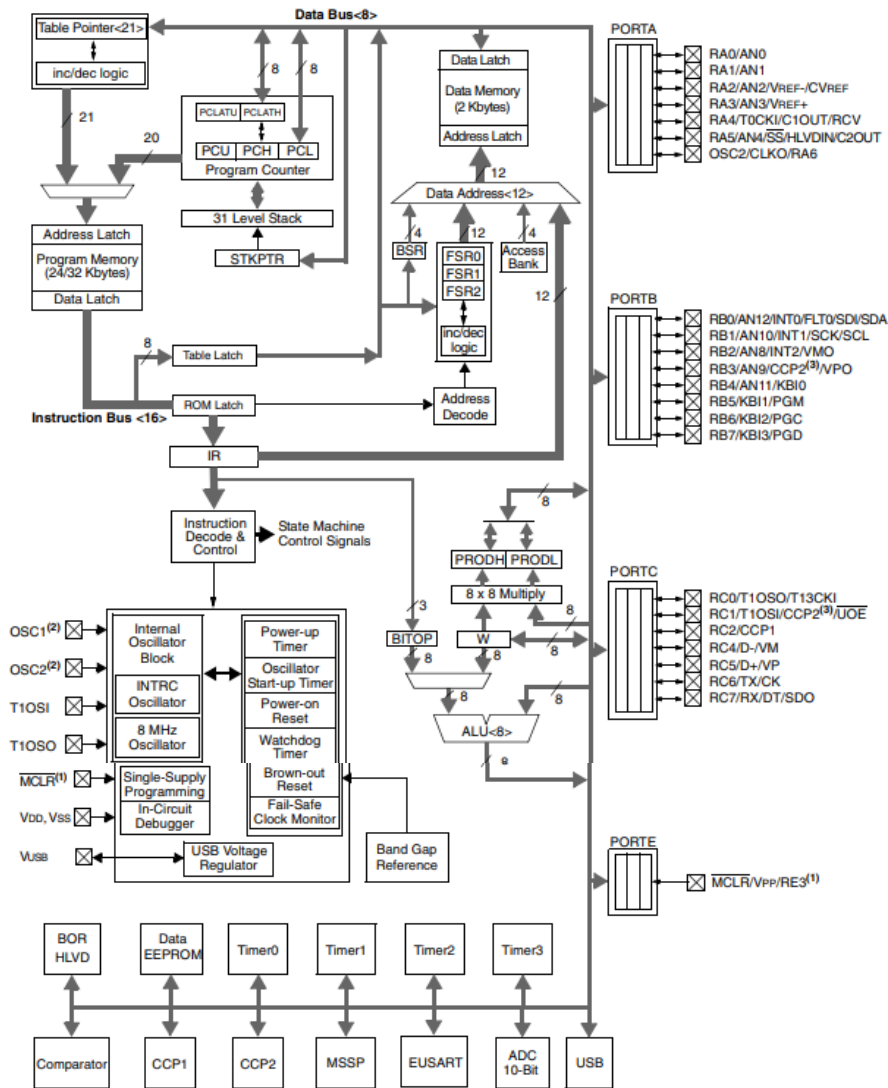 Data Bus<8>
Table Pointer<21>
inc/dec logic
21
20
8
8
PCLATU PCLATH
PCU PCH PCL
Program Counter
31 Level Stack
STKPTR
Address Latch
Program Memory
(24/32 Kbytes)
Data Latch
8
Table Latch
Instruction Bus <16>
ROM Latch
IR
Data Latch
Data Memory
(2 Kbytes)
Address Latch
12
Data Address<12>
4
12
4
BSR
FSR0
FSR1
FSR2
inc/dec
logic
Access
Bank
12
Address
Decode
Instruction
Decode &
Control
State Machine
Control Signals
8
PRODH PRODL
8 x 8 Multiply
3
8
BITOP
W
8
8
8
8
8
ALU<8>
8
OSC1(2)
OSC2(2)
T1OSI
T1OSO
MCLR(1)
VDD, VSS
VUSB
Internal
Oscillator
Block
INTRC
Oscillator
8 MHz
Oscillator
Single-Supply
Programming
In-Circuit
Debugger
USB Voltage
Regulator
Power-up
Timer
Oscillator
Start-up Timer
Power-on
Reset
Watchdog
Timer
Brown-out
Reset
Fail-Safe
Clock Monitor
Band Gap
Reference
PORTA
RA0/AN0
RA1/AN1
RA2/AN2/VREF-/CVREF
RA3/AN3/VREF+
RA4/T0CKI/C1OUT/RCV
RA5/AN4/SS/HLVDIN/C2OUT
OSC2/CLKO/RA6
PORTB
RB0/AN12/INT0/FLT0/SDI/SDA
RB1/AN10/INT1/SCK/SCL
RB2/AN8/INT2/VMO
RB3/AN9/CCP2(3)/VPO
RB4/AN11/KBI0
RB5/KBI1/PGM
RB6/KBI2/PGC
RB7/KBI3/PGD
PORTC
RC0/T1OSO/T13CKI
RC1/T1OSI/CCP2(3)/UOE
RC2/CCP1
RC4/D-/VM
RC5/D+/VP
RC6/TX/CK
RC7/RX/DT/SDO
PORTE
MCLR/VPP/RE3(1)
BOR
HLVD
Data
EEPROM
Timer0
Timer1
Timer2
Timer3
Comparator
CCP1
CCP2
MSSP
EUSART
ADC
10-Bit
USB